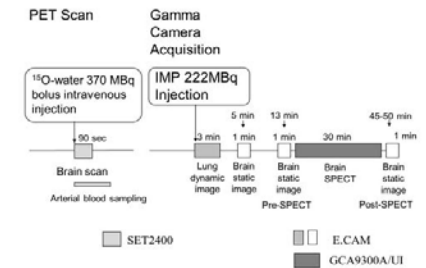 PET Scan
Gamma
Camera
Acquisition
15O-water 370 MBq
bolus intravenous
injection
IMP 222MBq
Injection
5 min
13 min
45-50 min
90 sec
3 min
1 min
1 min
30 min
1 min
Brain scan
Arterial blood sampling
Lung
dynamic
image
Brain
static
image
Brain
static
image
Pre-SPECT
Brain
SPECT
Brain
static
image
Post-SPECT
SET2400
E.CAM
GCA9300A/UI